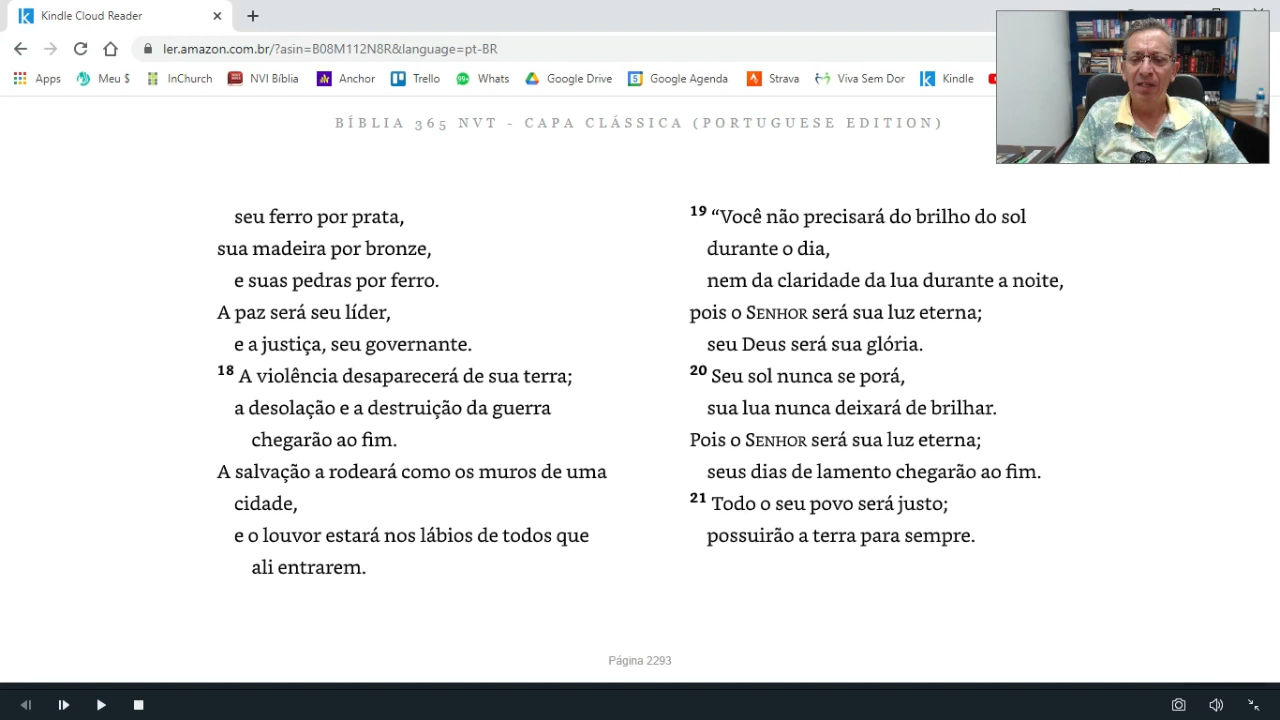 Kindle Cloud Reader
ler.amazon.com.br/?asin=B08M112N8R&language=pt-BR
Apps Meu $ InChurch NVI Bíblia Anchor Trello Whats Google Drive Google Agenda Strava Viva Sem Dor Kindle
BÍBLIA 365 NVT - CAPA CLÁSSICA (PORTUGUESE EDITION)
seu ferro por prata,
sua madeira por bronze,
e suas pedras por ferro.
A paz será seu líder,
e a justiça, seu governante.
18 A violência desaparecerá de sua terra;
a desolação e a destruição da guerra
chegarão ao fim.
A salvação a rodeará como os muros de uma
cidade,
e o louvor estará nos lábios de todos que
ali entrarem.
19 “Você não precisará do brilho do sol
durante o dia,
nem da claridade da lua durante a noite,
pois o SENHOR será sua luz eterna;
seu Deus será sua glória.
20 Seu sol nunca se porá,
sua lua nunca deixará de brilhar.
Pois o SENHOR será sua luz eterna;
seus dias de lamento chegarão ao fim.
21 Todo o seu povo será justo;
possuirão a terra para sempre.
Página 2293